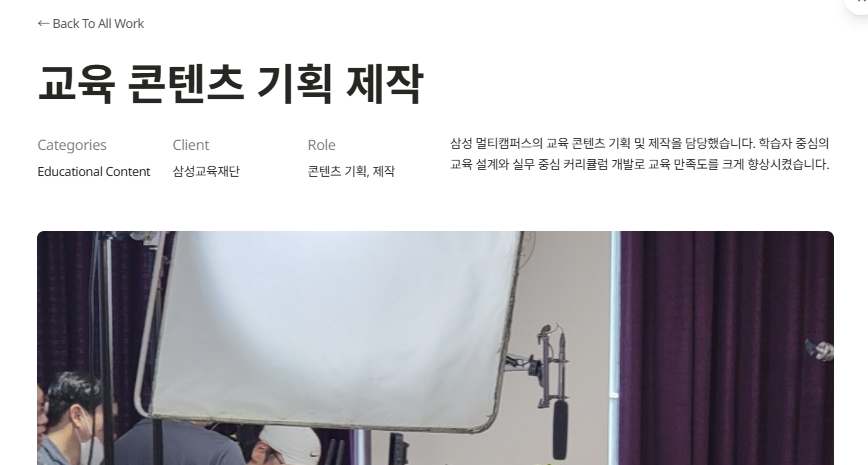 ← Back To All Work
교육 콘텐츠 기획 제작
Categories
Educational Content
Client
삼성교육재단
Role
콘텐츠 기획, 제작
삼성 멀티캠퍼스의 교육 콘텐츠 기획 및 제작을 담당했습니다. 학습자 중심의
교육 설계와 실무 중심 커리큘럼 개발로 교육 만족도를 크게 향상시켰습니다.